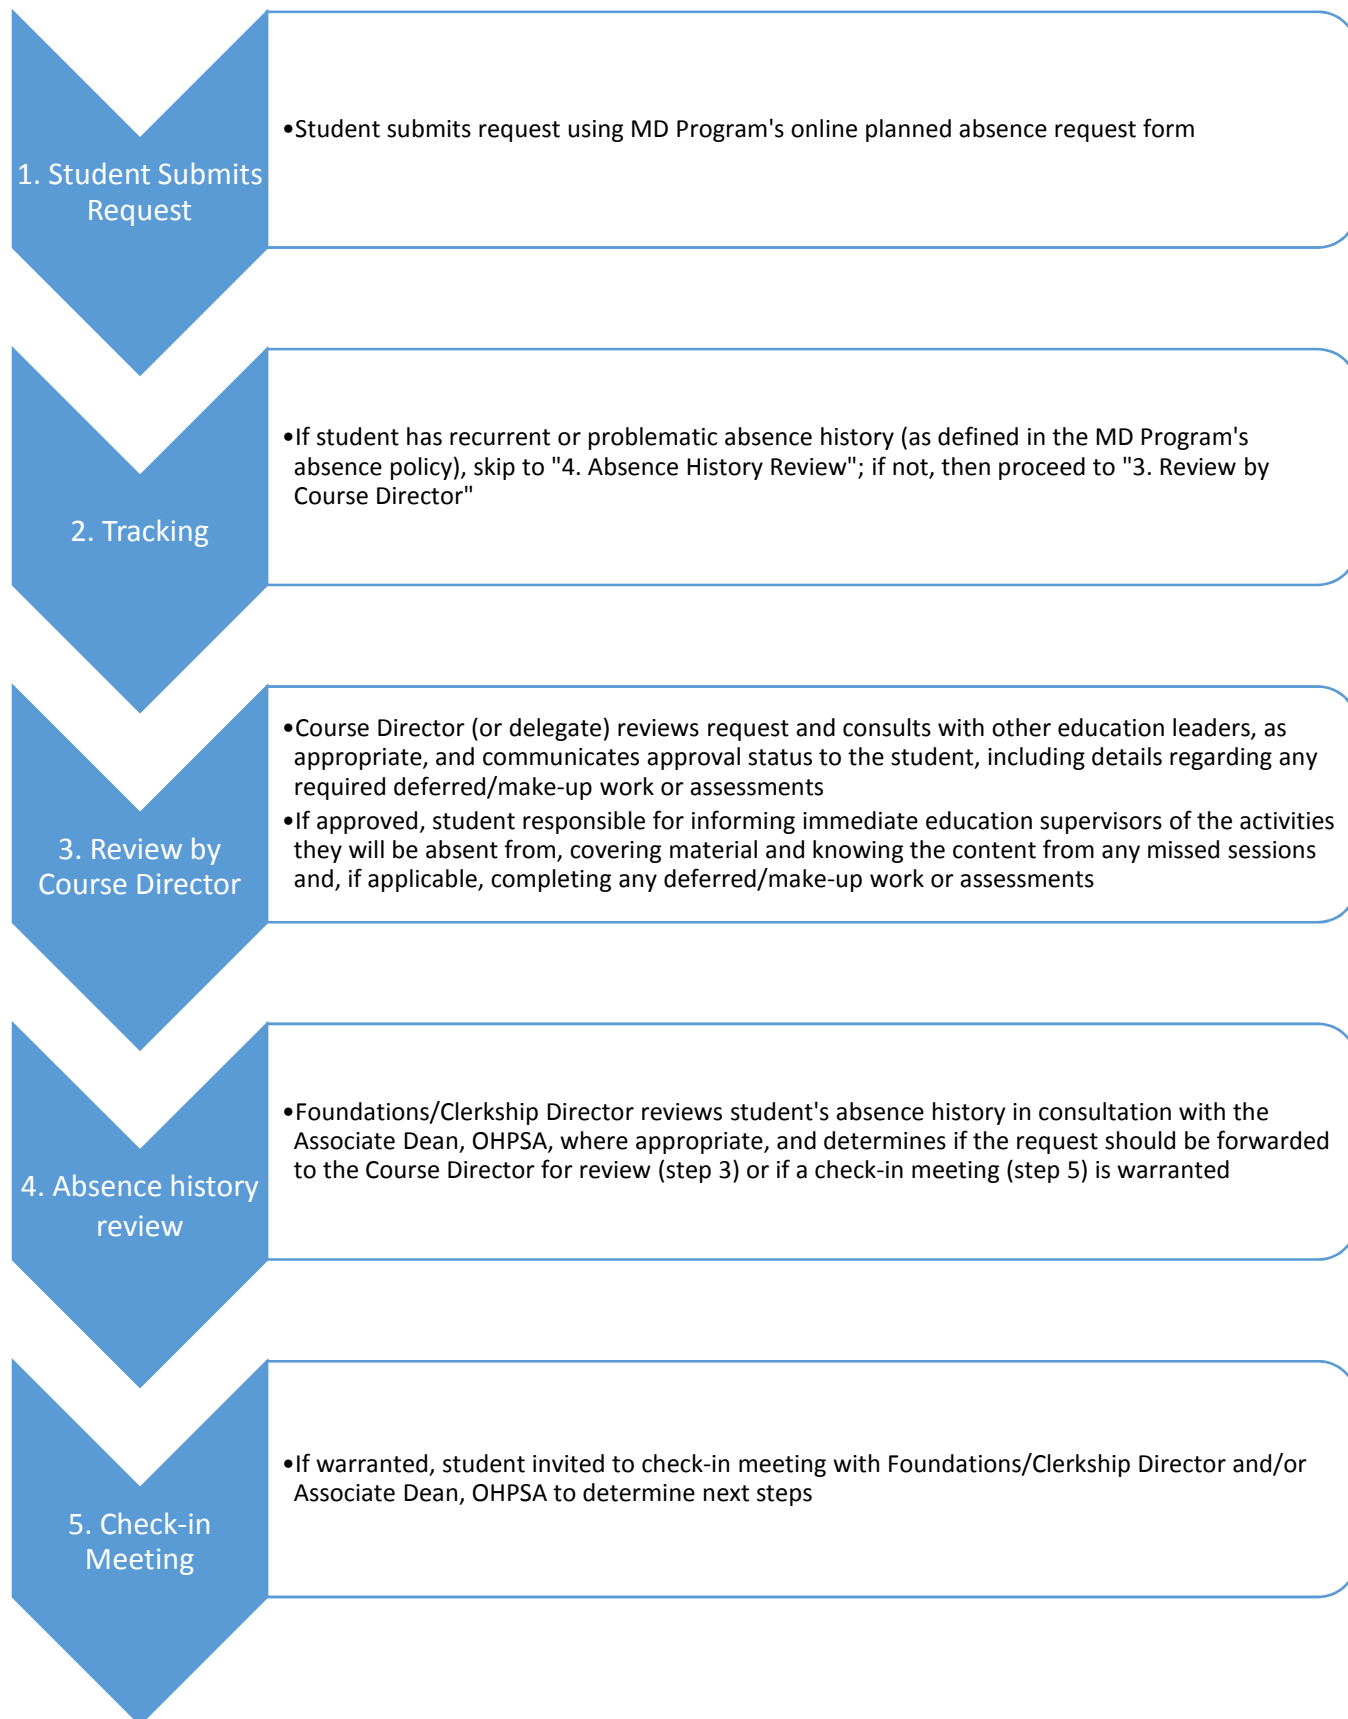 1. Student Submits
Request
•Student submits request using MD Program's online planned absence request form
2. Tracking
•If student has recurrent or problematic absence history (as defined in the MD Program's
absence policy), skip to "4. Absence History Review"; if not, then proceed to "3. Review by
Course Director"
3. Review by
Course Director
•Course Director (or delegate) reviews request and consults with other education leaders, as
appropriate, and communicates approval status to the student, including details regarding any
required deferred/make-up work or assessments
•If approved, student responsible for informing immediate education supervisors of the activities
they will be absent from, covering material and knowing the content from any missed sessions
and, if applicable, completing any deferred/make-up work or assessments
4. Absence history
review
•Foundations/Clerkship Director reviews student's absence history in consultation with the
Associate Dean, OHPSA, where appropriate, and determines if the request should be forwarded
to the Course Director for review (step 3) or if a check-in meeting (step 5) is warranted
5. Check-in
Meeting
•If warranted, student invited to check-in meeting with Foundations/Clerkship Director and/or
Associate Dean, OHPSA to determine next steps